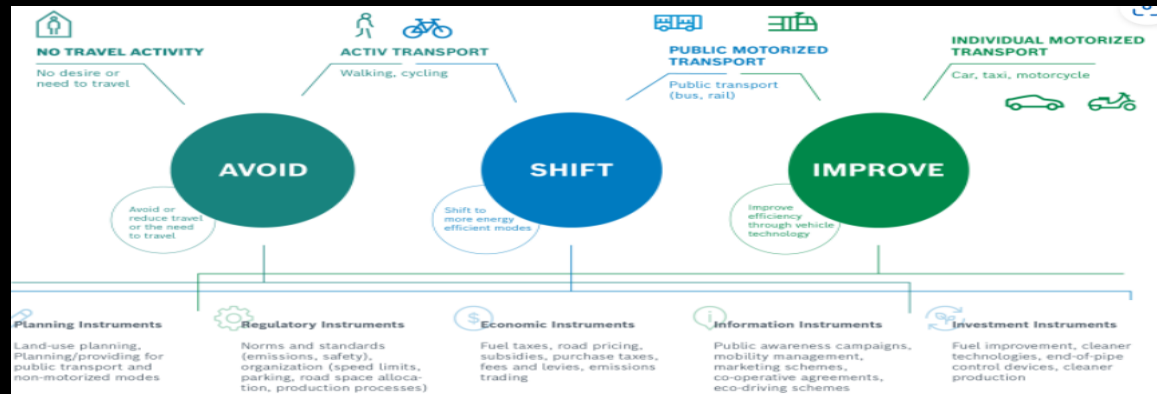 NO TRAVEL ACTIVITY
No desire or
need to travel
ACTIV TRANSPORT
Walking, cycling
PUBLIC MOTORIZED
TRANSPORT
Public transport
(bus, rail)
INDIVIDUAL MOTORIZED
TRANSPORT
Car, taxi, motorcycle
AVOID
Avoid or
reduce travel
or the need
to travel
SHIFT
Shift to
more energy
efficient modes
IMPROVE
Improve
efficiency
through vehicle
technology
Planning Instruments
Land-use planning,
Planning/providing for
public transport and
non-motorized modes
Regulatory Instruments
Norms and standards
(emissions, safety),
organization (speed limits,
parking, road space alloca-
tion, production processes)
$
Economic Instruments
Fuel taxes, road pricing,
subsidies, purchase taxes,
fees and levies, emissions
trading
Information Instruments
Public awareness campaigns,
mobility management,
marketing schemes,
co-operative agreements,
eco-driving schemes
Investment Instruments
Fuel improvement, cleaner
technologies, end-of-pipe
control devices, cleaner
production